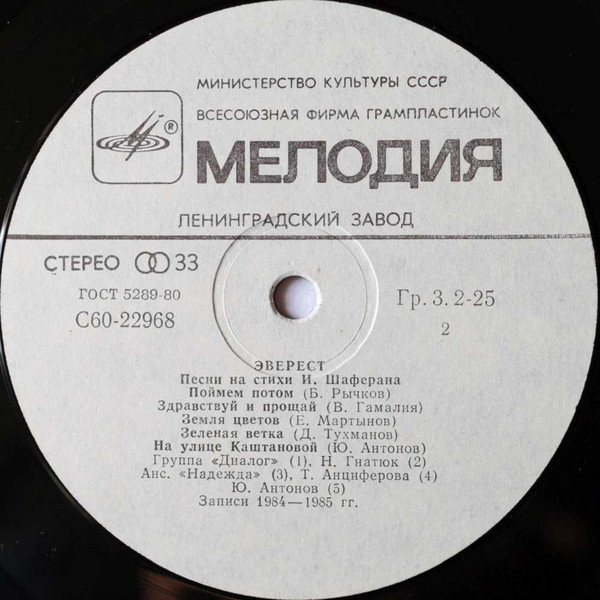 МИНИСТЕРСТВО КУЛЬТУРЫ СССР
ВСЕСОЮЗНАЯ ФИРМА ГРАМПЛАСТИНОК
®
МЕЛОДИЯ
ЛЕНИНГРАДСКИЙ ЗАВОД
СТЕРЕО 33
ГОСТ 5289-80
С60-22968
Гр. 3. 2-25
2
ЭВЕРЕСТ
Песни на стихи И. Шаферана
Поймем потом (Б. Рычков)
Здравствуй и прощай (В. Гамалия)
Земля цветов (Е. Мартынов)
Зеленая ветка (Д. Тухманов)
На улице Каштановой (Ю. Антонов)
Группа «Диалог» (1), Н. Гнатюк (2)
Анс. «Надежда» (3), Т. Анциферова (4)
Ю. Антонов (5)
Записи 1984—1985 гг.